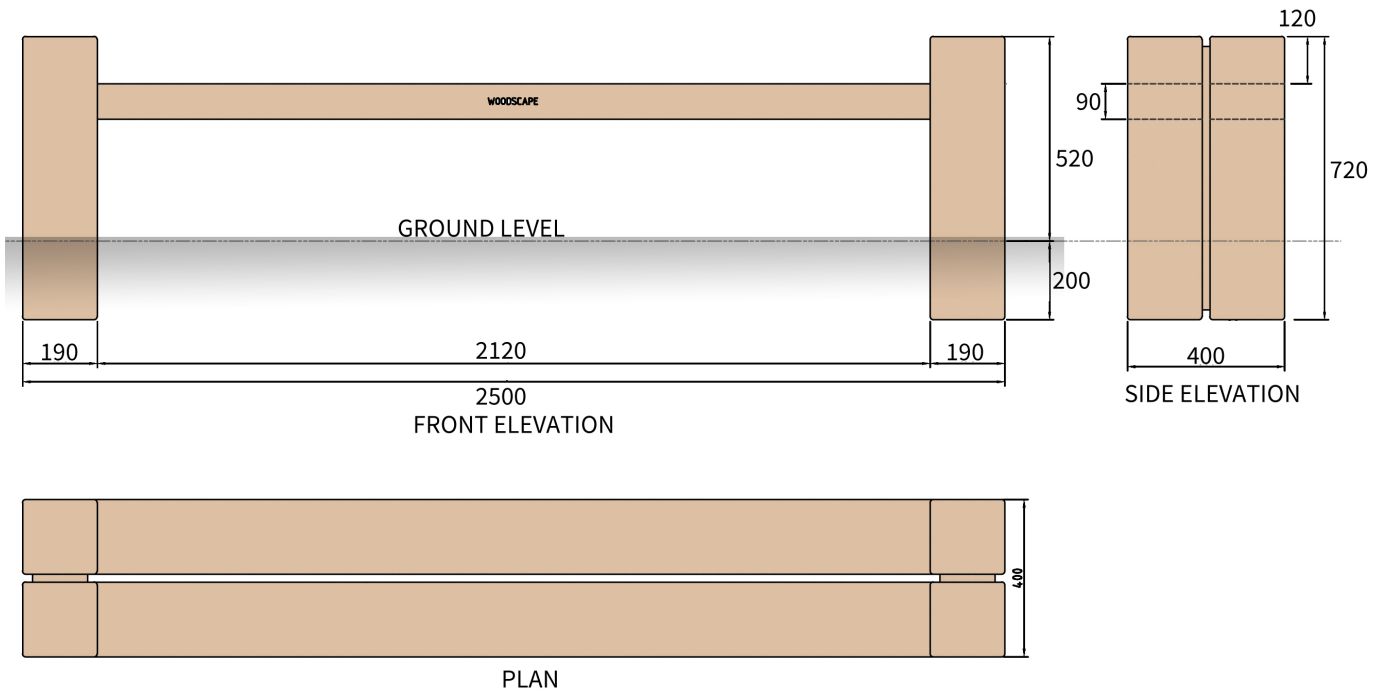 120
WOODSCAPE
90
520
720
GROUND LEVEL
200
190
2120
190
400
2500
SIDE ELEVATION
FRONT ELEVATION
400
PLAN